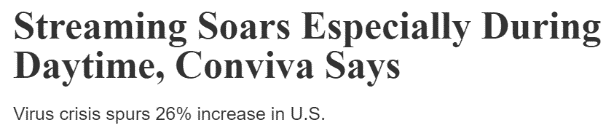 Streaming Soars Especially During
Daytime, Conviva Says
Virus crisis spurs 26% increase in U.S.